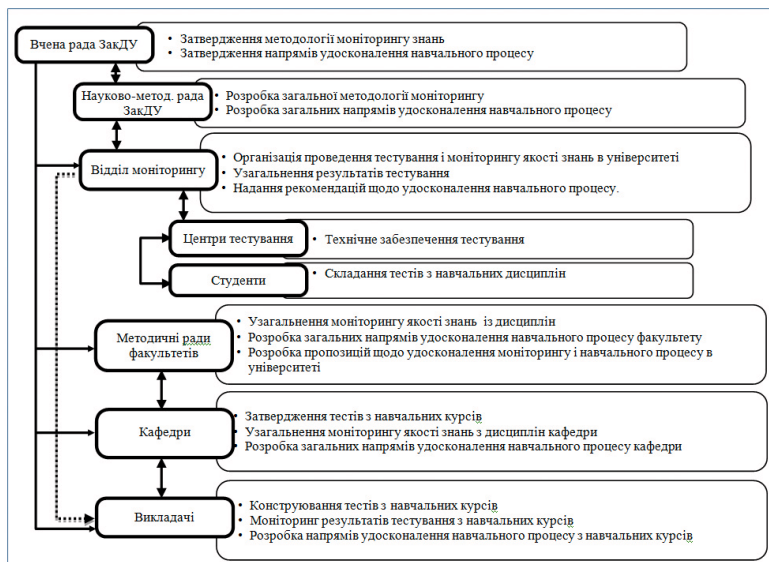 Вчена рада ЗакДУ
• Затвердження методології моніторингу знань
• Затвердження напрямів удосконалення навчального процесу
Науково-метод. рада
ЗакДУ
• Розробка загальної методології моніторингу
• Розробка загальних напрямів удосконалення навчального процесу
Відділ моніторингу
• Організація проведення тестування і моніторингу якості знань в університеті
• Узагальнення результатів тестування
• Надання рекомендацій щодо удосконалення навчального процесу.
Центри тестування
• Технічне забезпечення тестування
Студенти
• Складання тестів з навчальних дисциплін
Методичні ради
факультетів
• Узагальнення моніторингу якості знань із дисциплін
• Розробка загальних напрямів удосконалення навчального процесу факультету
• Розробка пропозицій щодо удосконалення моніторингу і навчального процесу в
університеті
Кафедри
• Затвердження тестів з навчальних курсів
• Узагальнення моніторингу якості знань з дисциплін кафедри
• Розробка загальних напрямів удосконалення навчального процесу кафедри
Викладачі
• Конструювання тестів з навчальних курсів
• Моніторинг результатів тестування з навчальних курсів
• Розробка напрямів удосконалення навчального процесу з навчальних курсів